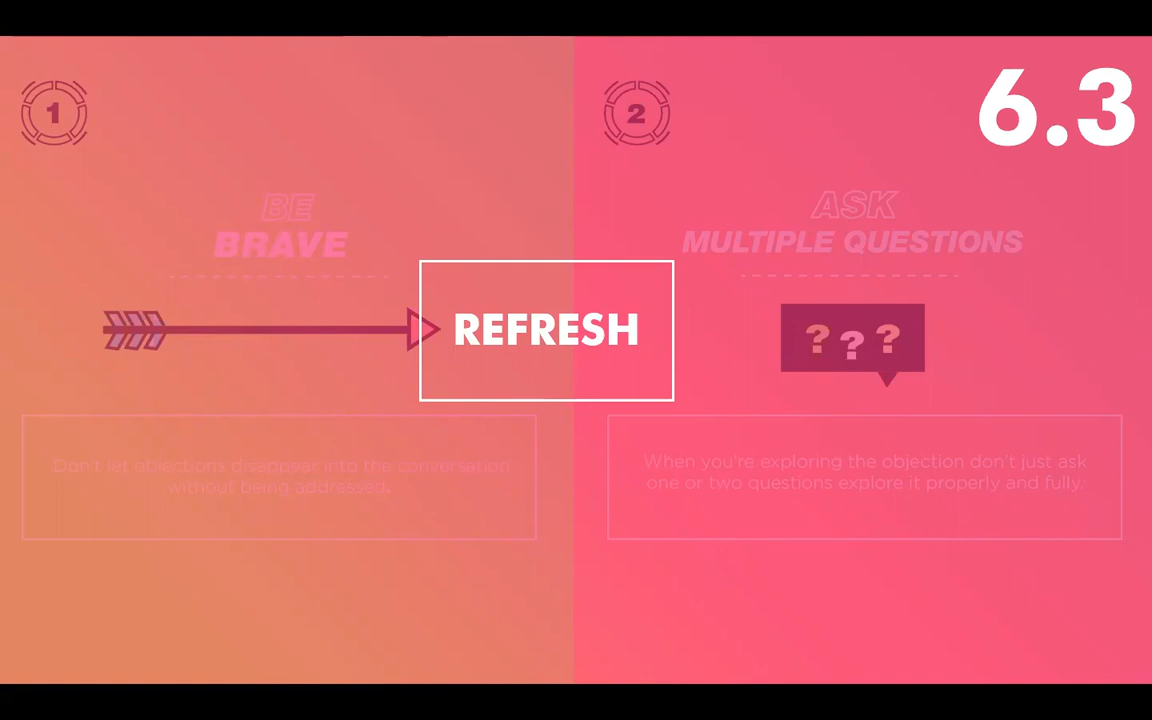 1
BE
BRAVE
Don't let objections disappear into the conversation
without being addressed.
2
6.3
ASK
MULTIPLE QUESTIONS
? ? ?
When you're exploring the objection don't just ask
one or two questions explore it properly and fully.
REFRESH